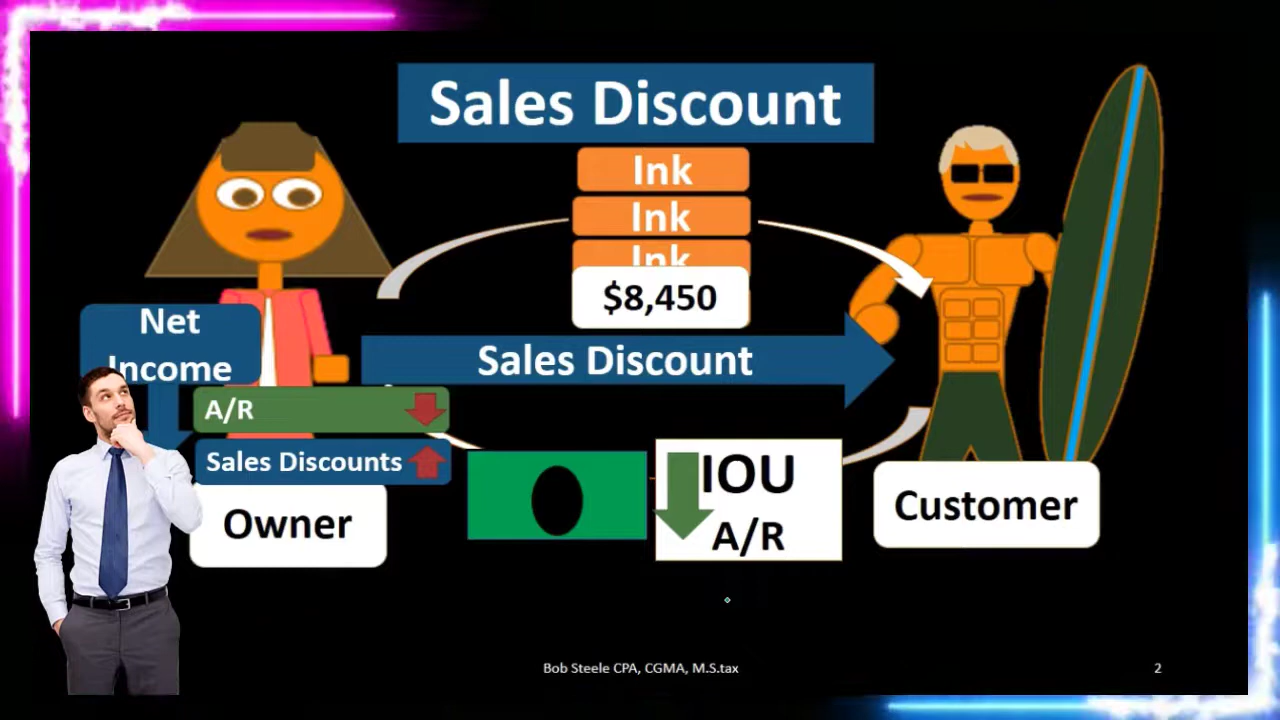 Sales Discount
Ink
Ink
Ink
$8,450
Net
Income
Sales Discount
A/R
Sales Discounts
IOU
A/R
Owner
Customer
Bob Steele CPA, CGMA, M.S.tax
2